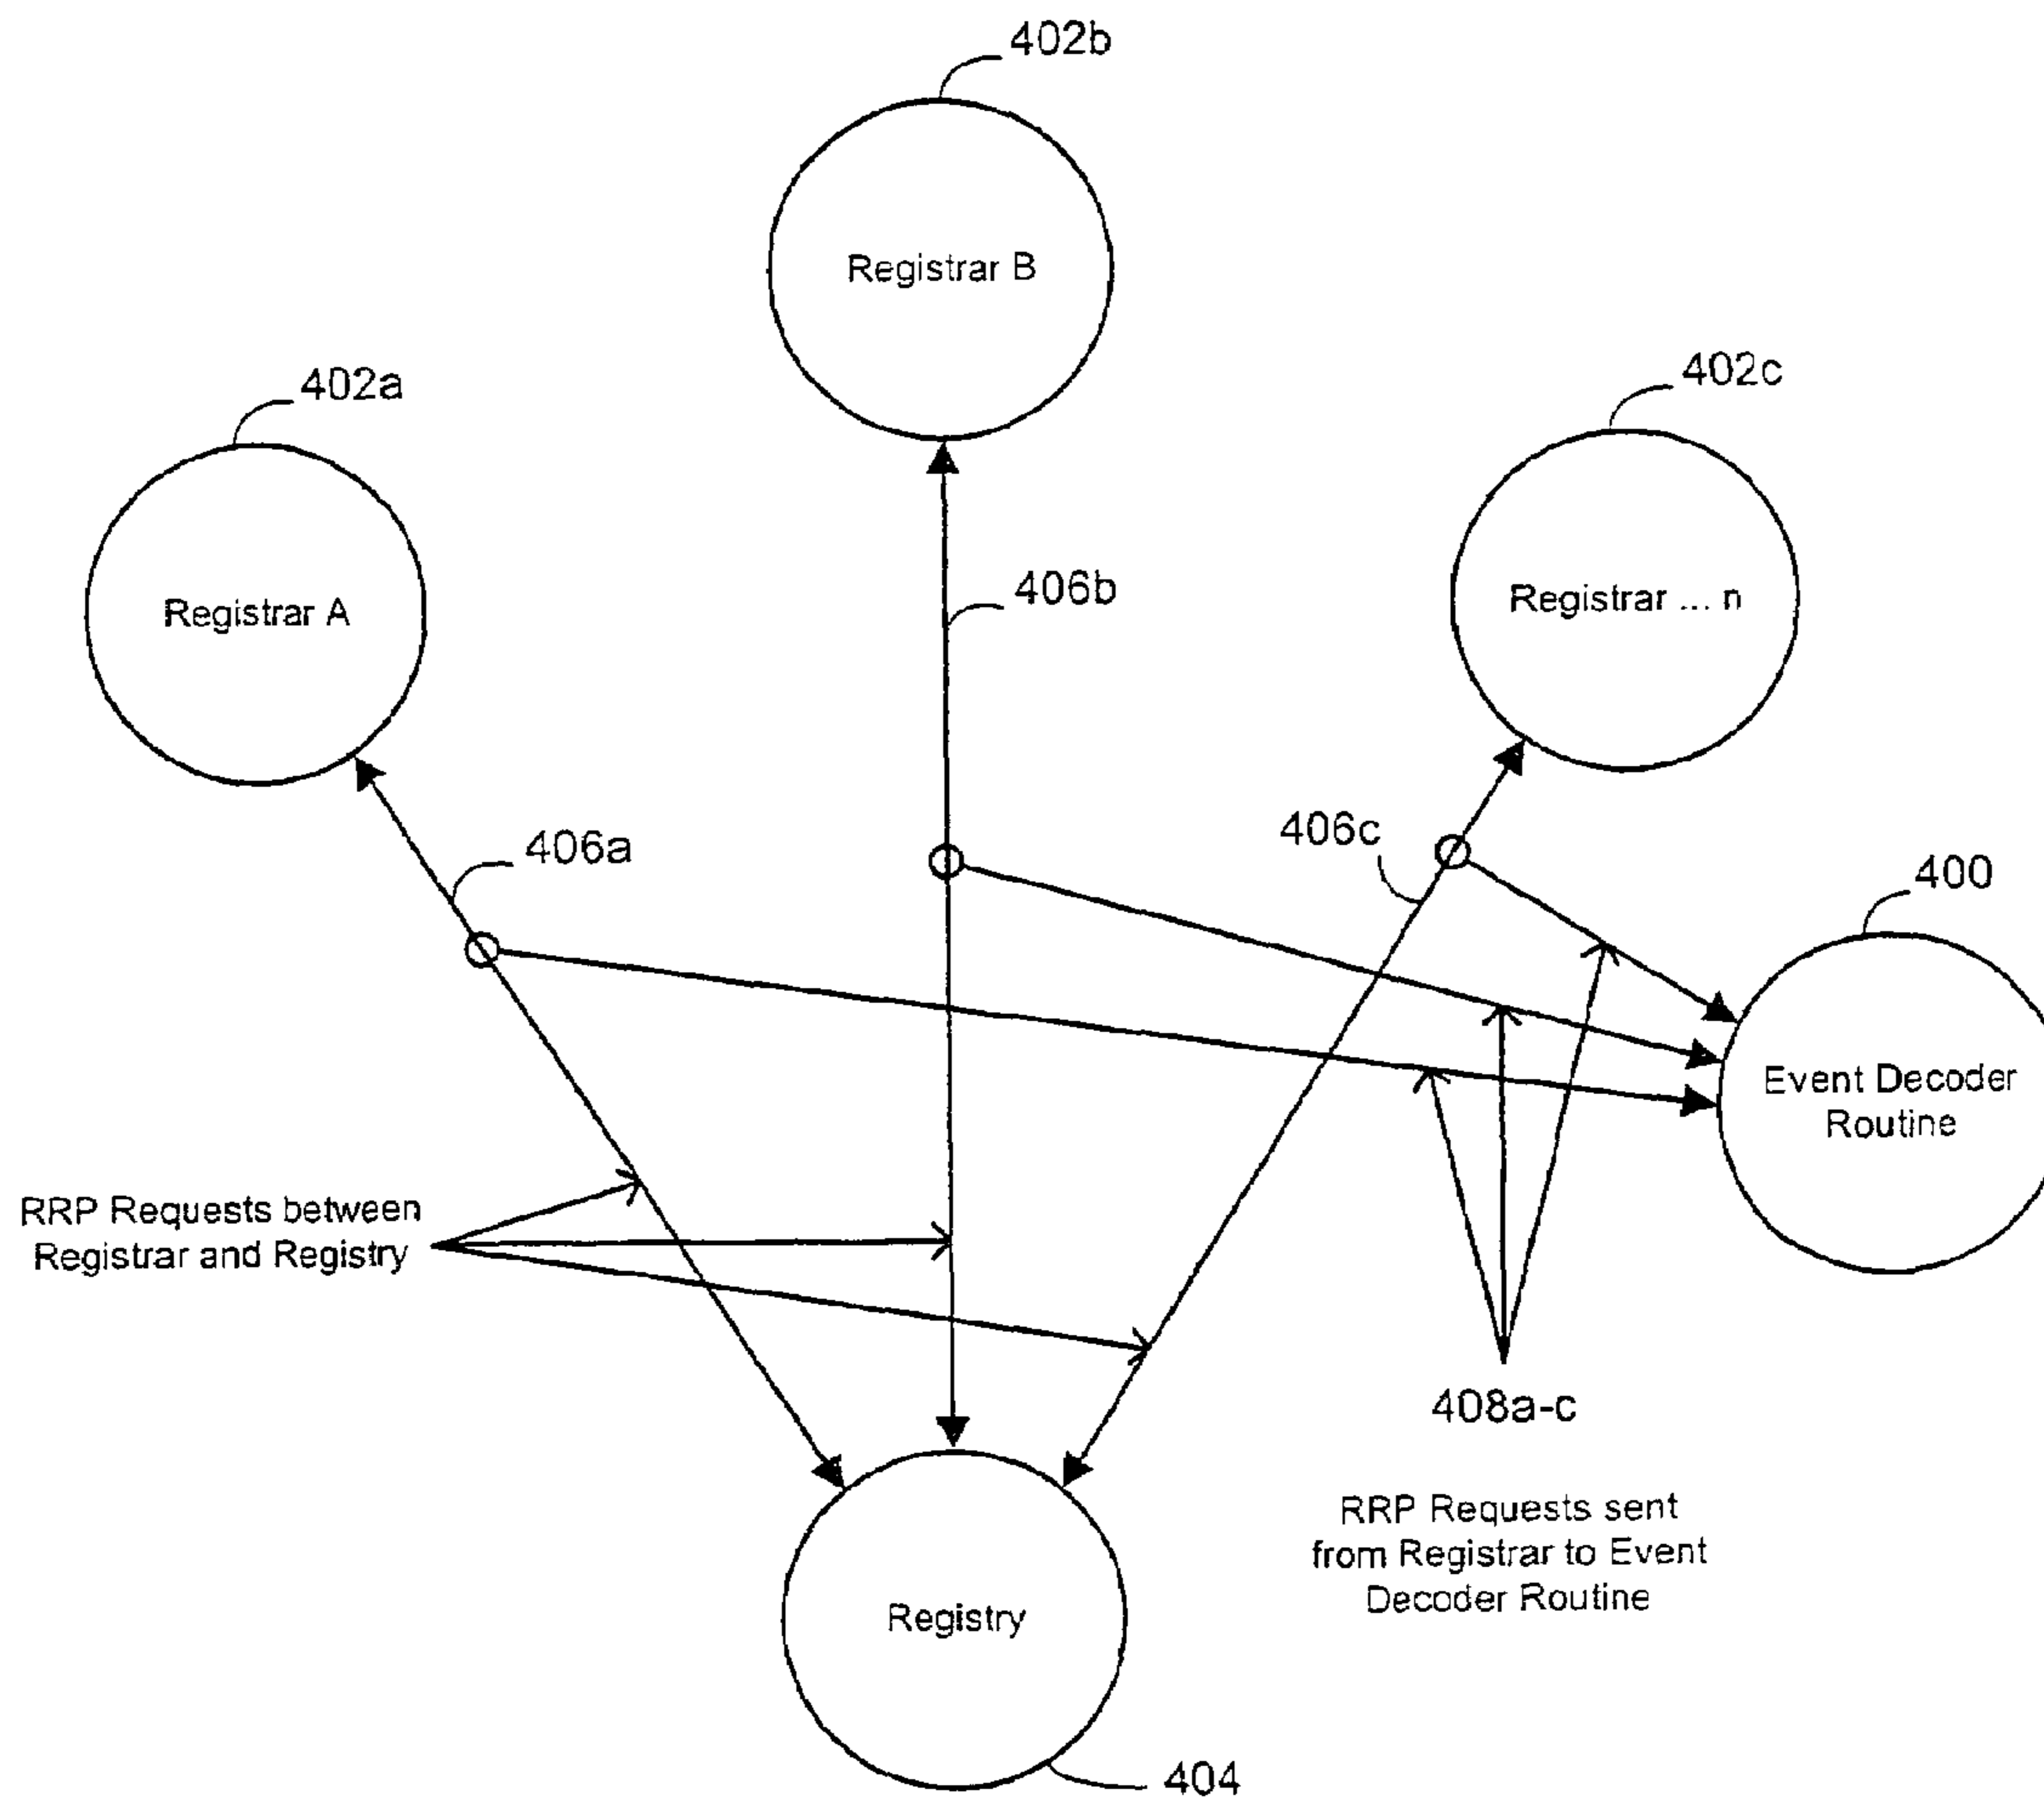 402b
Registrar B
402a
402c
Registrar A
Registrar ... n
406b
406a
406c
400
Event Decoder
Routine
RRP Requests between
Registrar and Registry
408a-c
RRP Requests sent
from Registrar to Event
Decoder Routine
Registry
404